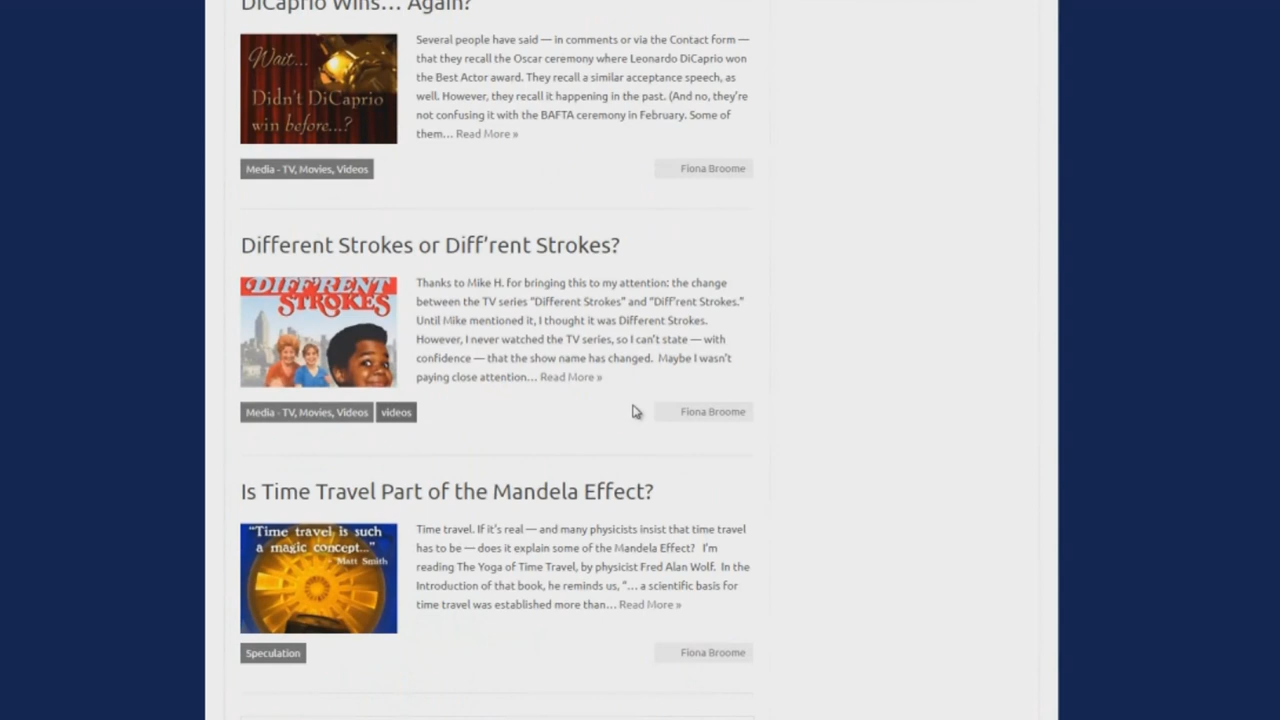 DiCaprio Wins… Again?
Wait...
Didn't DiCaprio
win before...?
Several people have said — in comments or via the Contact form —
that they recall the Oscar ceremony where Leonardo DiCaprio won
the Best Actor award. They recall a similar acceptance speech, as
well. However, they recall it happening in the past. (And no, they're
not confusing it with the BAFTA ceremony in February. Some of
them… Read More »
Media - TV, Movies, Videos
Fiona Broome
Different Strokes or Diff'rent Strokes?
DIFF'RENT
STROKES
Thanks to Mike H. for bringing this to my attention: the change
between the TV series "Different Strokes" and "Diff'rent Strokes."
Until Mike mentioned it, I thought it was Different Strokes.
However, I never watched the TV series, so I can't state — with
confidence — that the show name has changed. Maybe I wasn't
paying close attention… Read More »
Media - TV, Movies, Videos
videos
Fiona Broome
Is Time Travel Part of the Mandela Effect?
"Time travel is such
a magic concept..."
- Matt Smith
Time travel. If it's real — and many physicists insist that time travel
has to be — does it explain some of the Mandela Effect? I'm
reading The Yoga of Time Travel, by physicist Fred Alan Wolf. In the
Introduction of that book, he reminds us, "… a scientific basis for
time travel was established more than… Read More »
Speculation
Fiona Broome